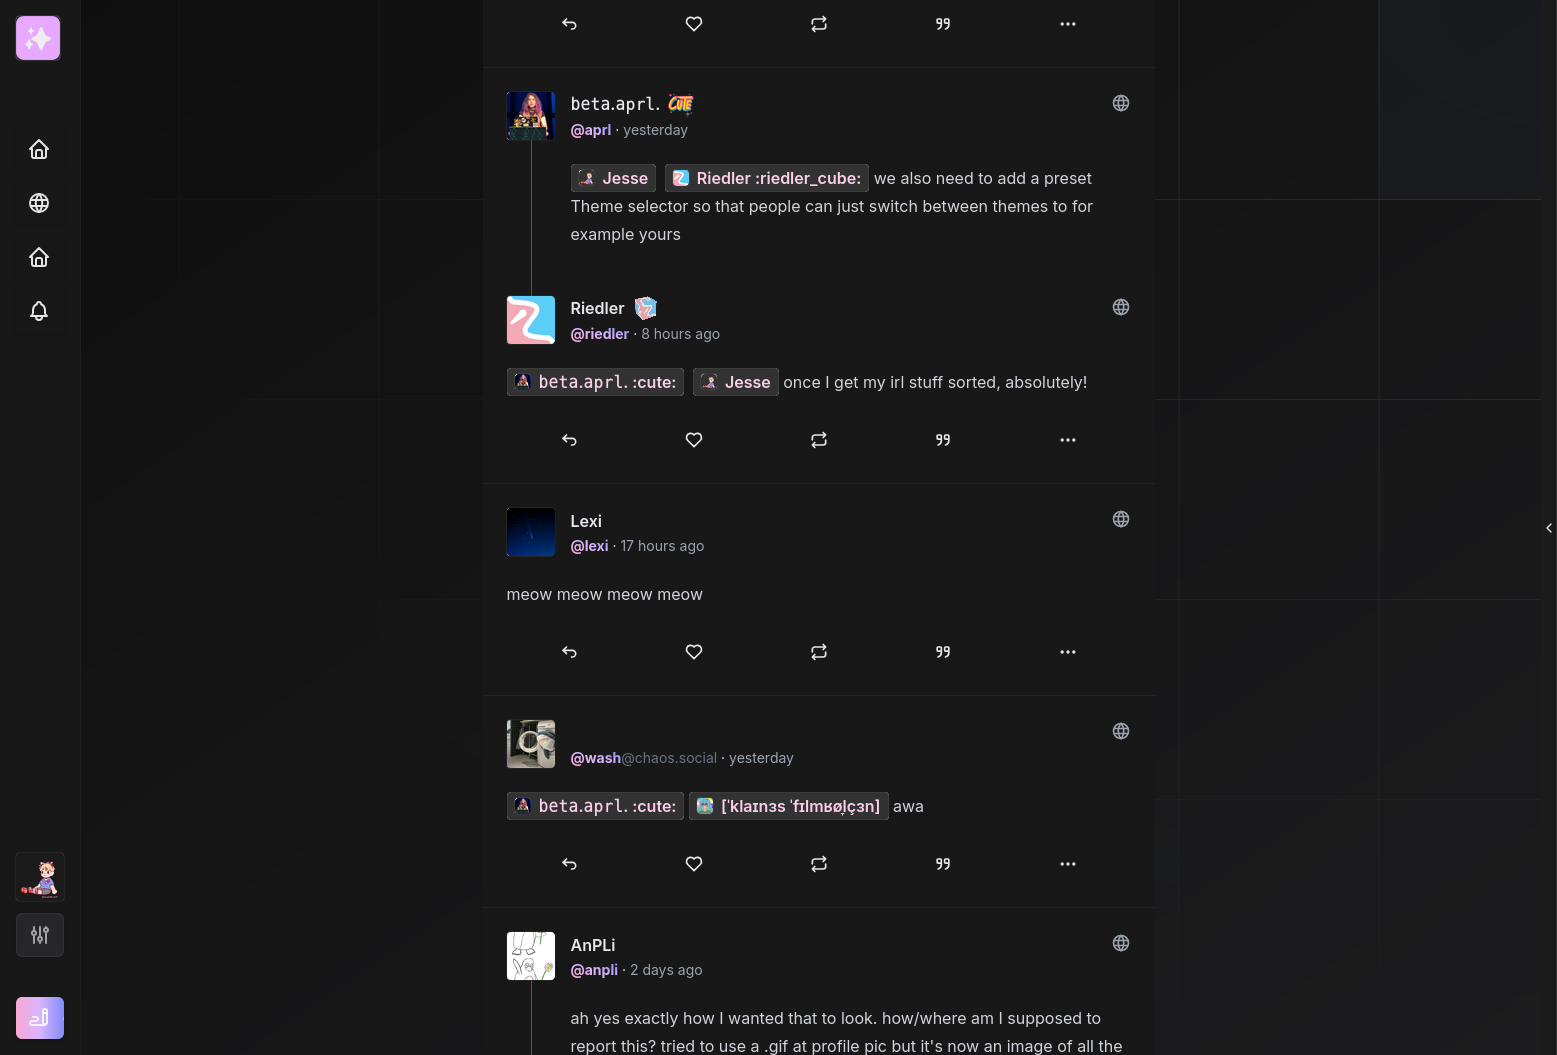 beta.aprl. CUTE
@aprl · yesterday
Jesse Riedler :riedler_cube: we also need to add a preset
Theme selector so that people can just switch between themes to for
example yours
Riedler
@riedler · 8 hours ago
beta.aprl. :cute: Jesse once I get my irl stuff sorted, absolutely!
Lexi
@lexi · 17 hours ago
meow meow meow meow
@wash@chaos.social · yesterday
beta.aprl. :cute: [ˈklaɪnɜs ˈfɪlmʁøl̩çɜn] awa
AnPLi
@anpli · 2 days ago
ah yes exactly how I wanted that to look. how/where am I supposed to
report this? tried to use a .gif at profile pic but it's now an image of all the